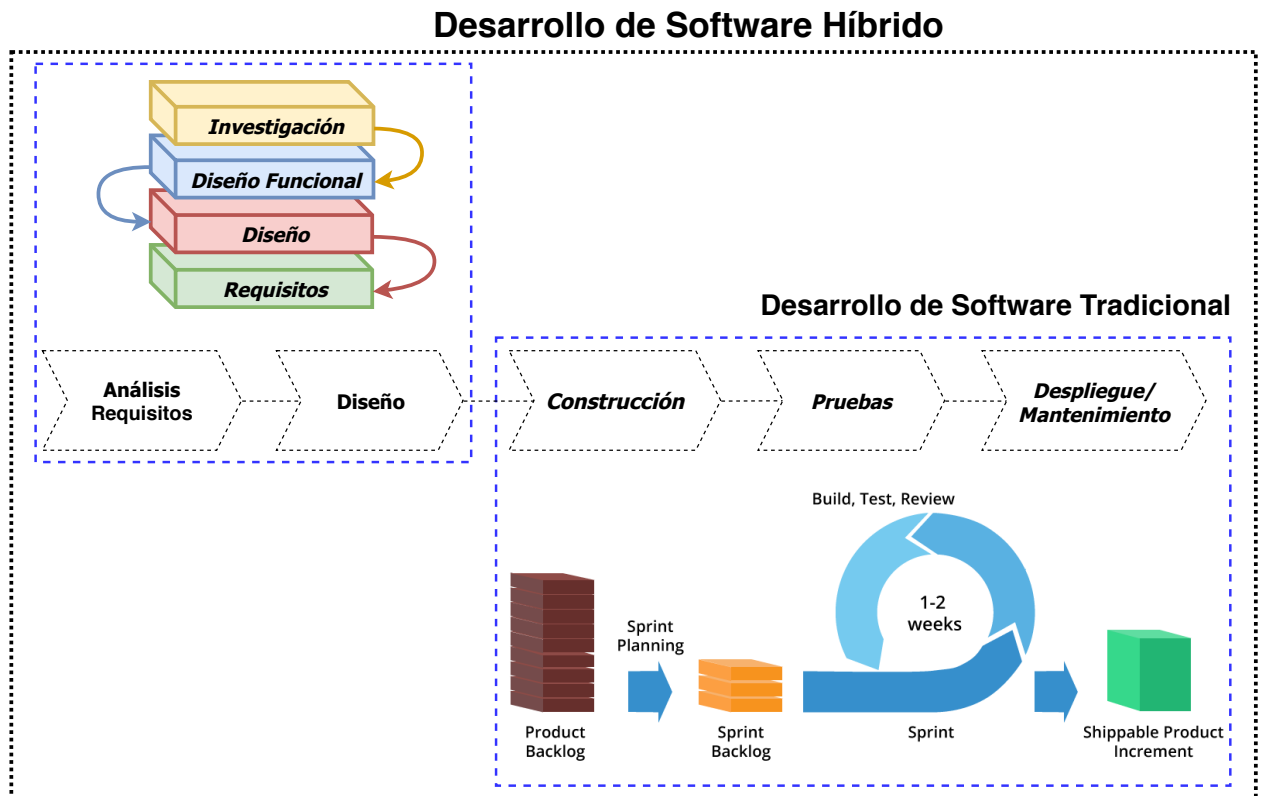 Desarrollo de Software Híbrido
Investigación
Diseño Funcional
Diseño
Requisitos
Desarrollo de Software Tradicional
Análisis
Requisitos
Diseño
Construcción
Pruebas
Despliegue/
Mantenimiento
Build, Test, Review
1-2
weeks
Sprint
Planning
Product
Backlog
Sprint
Backlog
Sprint
Shippable Product
Increment